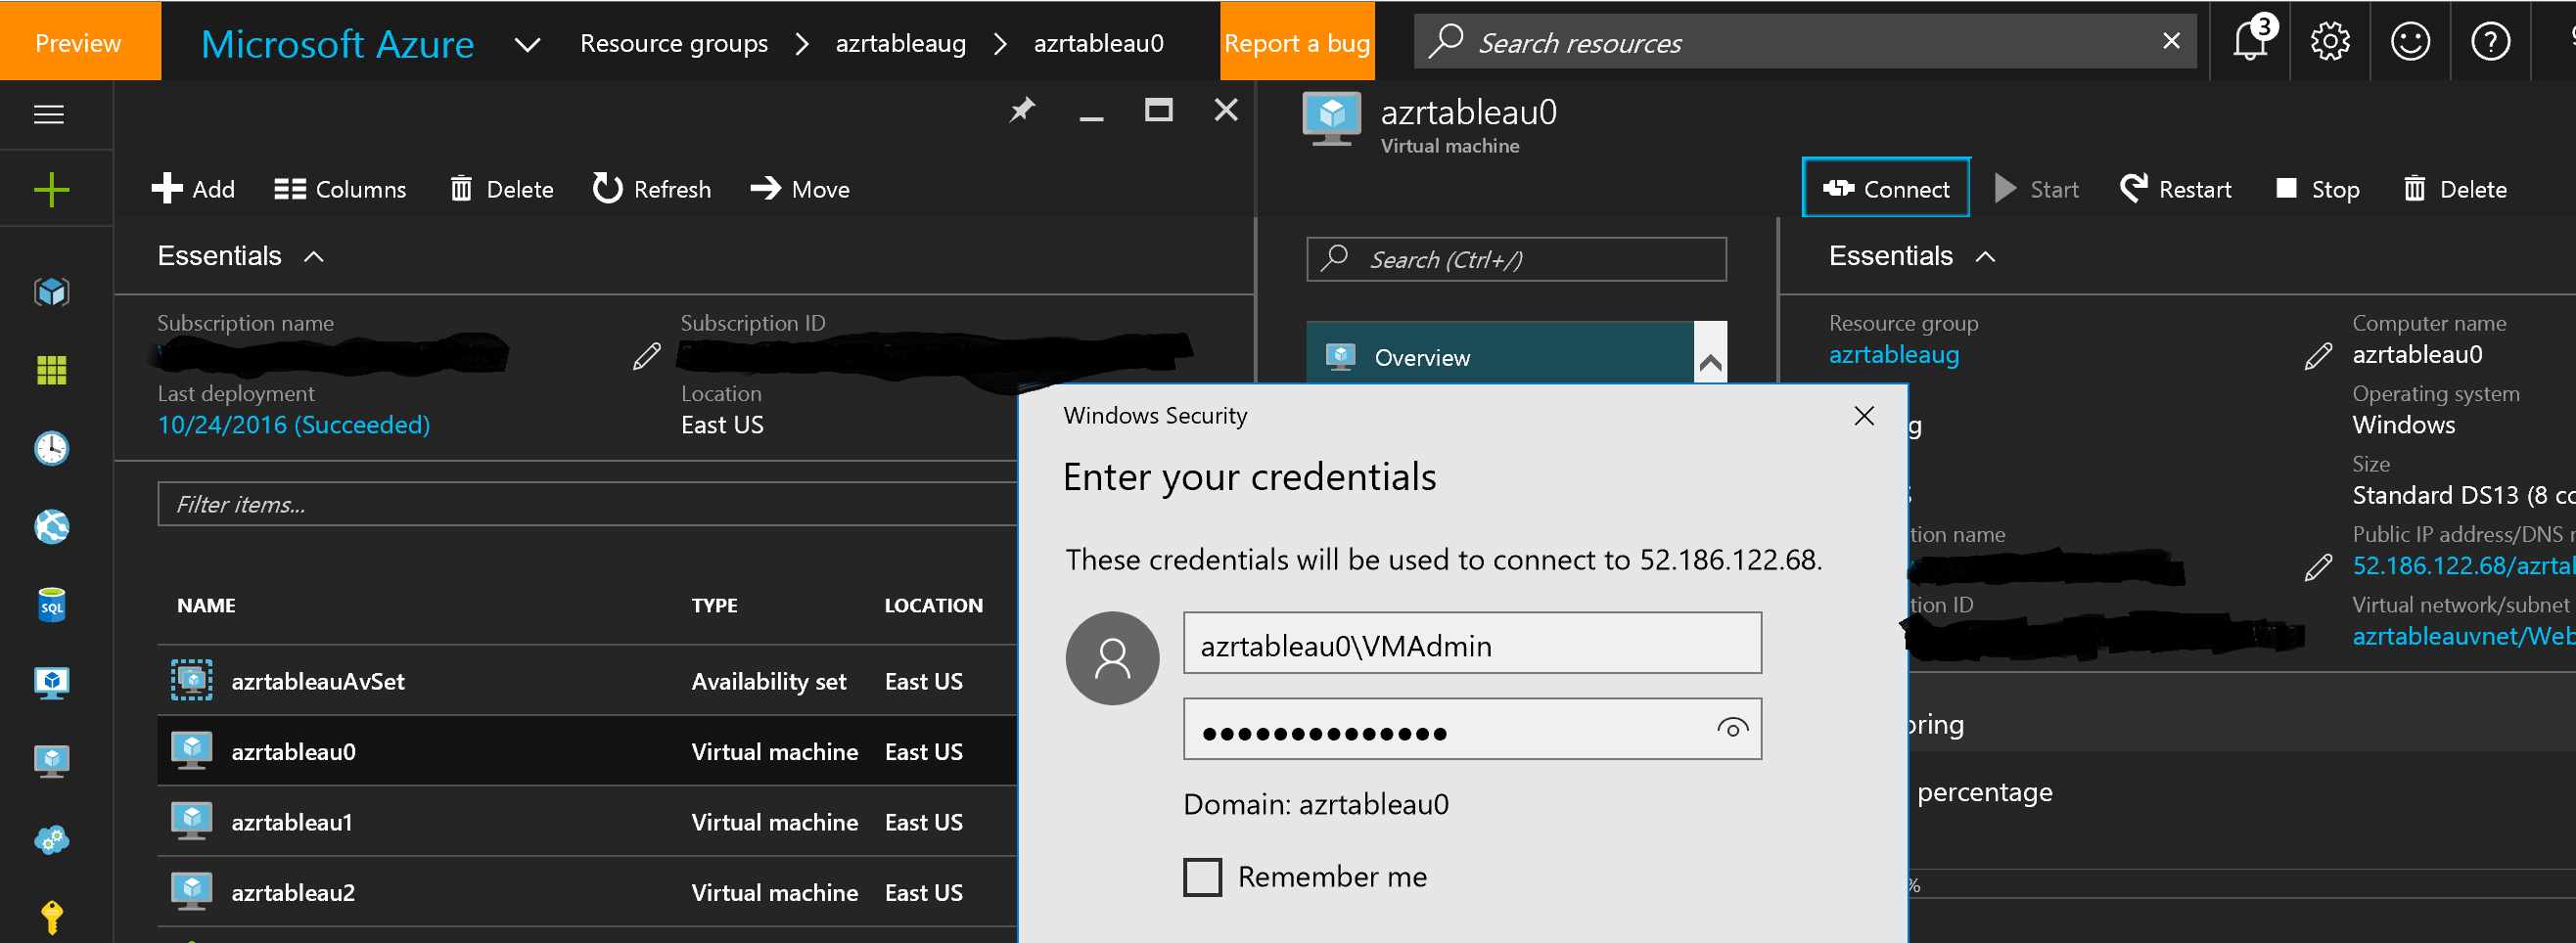 Preview
Microsoft Azure
Resource groups > azrtableaug > azrtableau0
Report a bug
Search resources
3
azrtableau0
Virtual machine
Add
Columns
Delete
Refresh
Move
Connect
Start
Restart
Stop
Delete
Essentials
Subscription name
Subscription ID
Last deployment
Location
10/24/2016 (Succeeded)
East US
Filter items...
NAME TYPE LOCATION
azrtableauAvSet Availability set East US
azrtableau0 Virtual machine East US
azrtableau1 Virtual machine East US
azrtableau2 Virtual machine East US
SQL
Search (Ctrl+/)
Overview
Windows Security
Enter your credentials
These credentials will be used to connect to 52.186.122.68.
azrtableau0\VMAdmin
Domain: azrtableau0
Remember me
Essentials
Resource group
azrtableaug
Computer name
azrtableau0
Operating system
Windows
Size
Standard DS13 (8 co
tion name
Public IP address/DNS n
52.186.122.68/azrtal
tion ID
Virtual network/subnet
azrtableauvnet/Web
oring
percentage
%